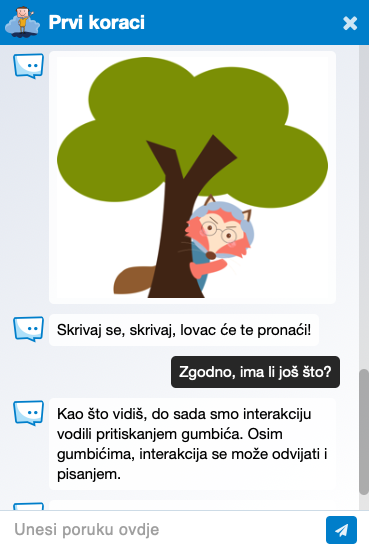 Prvi koraci
Skrivaj se, skrivaj, lovac će te pronaći!
Zgodno, ima li još što?
Kao što vidiš, do sada smo interakciju
vodili pritiskanjem gumbića. Osim
gumbićima, interakcija se može odvijati i
pisanjem.
Unesi poruku ovdje